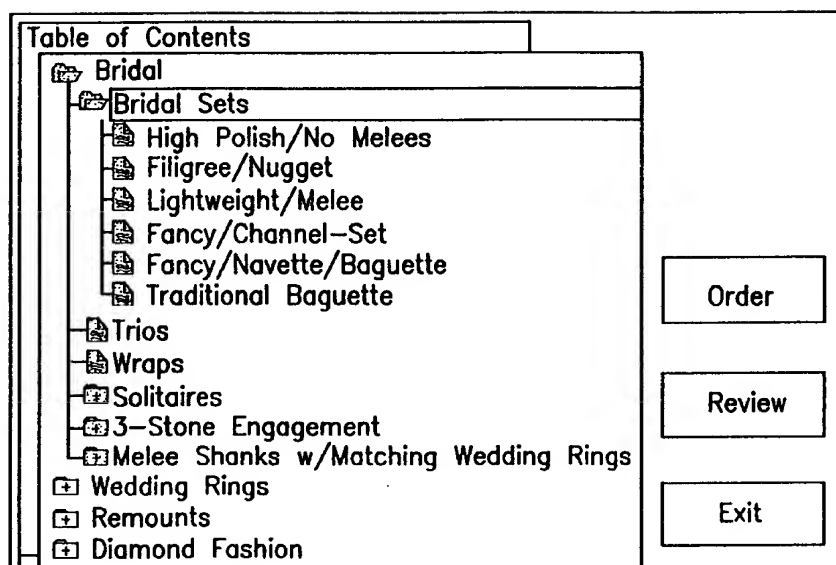 Table of Contents
Bridal
Bridal Sets
High Polish/No Melees
Filigree/Nugget
Lightweight/Melee
Fancy/Channel-Set
Fancy/Navette/Baguette
Traditional Baguette
Trios
Wraps
Solitaires
3-Stone Engagement
Melee Shanks w/Matching Wedding Rings
Wedding Rings
Remounts
Diamond Fashion
Order
Review
Exit